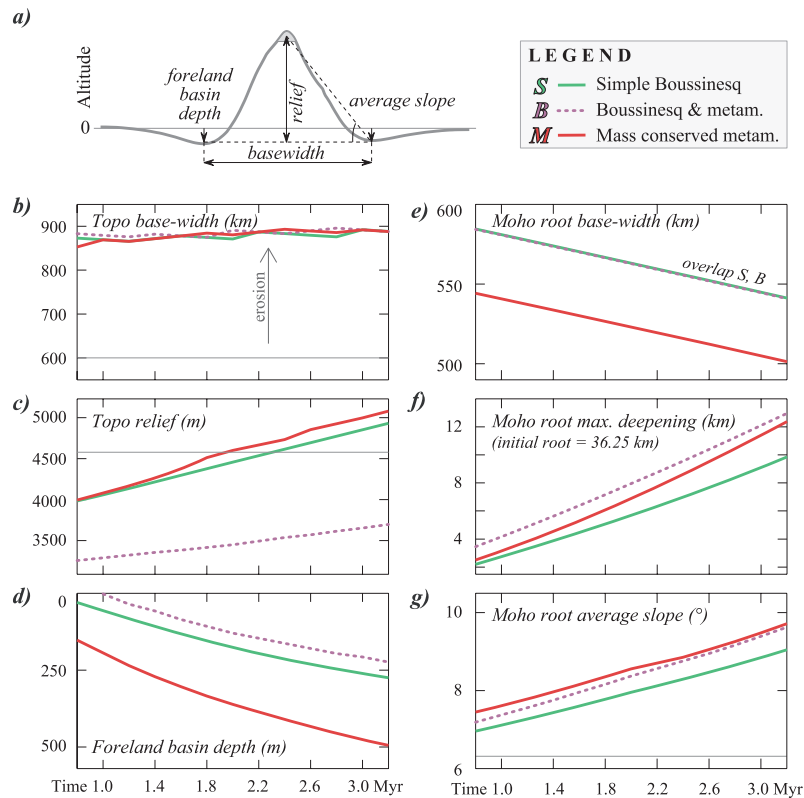 a)
Altitude
0
foreland
basin
depth
relief
average slope
basewidth
LEGEND
S Simple Boussinesq
B Boussinesq & metam.
M Mass conserved metam.
b)
Topo base-width (km)
900
800
700
600
erosion
c)
Topo relief (m)
5000
4500
4000
3500
d)
0
250
500
Foreland basin depth (m)
Time 1.0 1.4 1.8 2.2 2.6 3.0 Myr
e)
Moho root base-width (km)
600
550
500
overlap S, B
f)
Moho root max. deepening (km)
(initial root = 36.25 km)
12
10
8
6
4
g)
Moho root average slope (°)
10
8
6
1.0 1.4 1.8 2.2 2.6 3.0 Myr